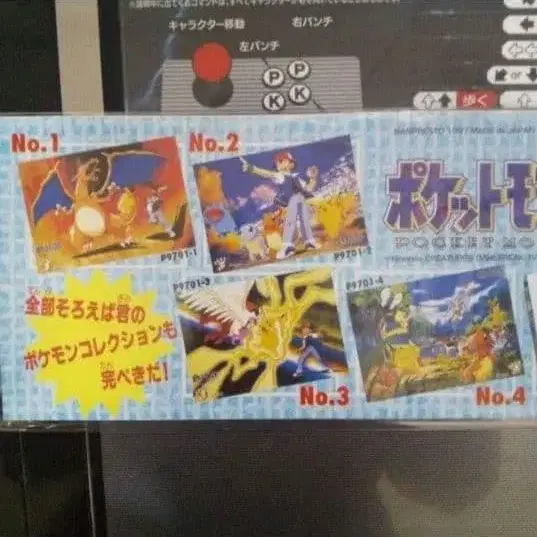 キャラクター移動
右パンチ
左パンチ
P
P
K
K
or
歩く
No.1
No.2
BANPRESTO 1997 MADE IN JAPAN
ポケットモ
POCKET MO
P9701-1
P9701-2
P9701-3
P9701-4
全部そろえば君の
ポケモンコレクションも
完ぺきだ!
No.3
No.4